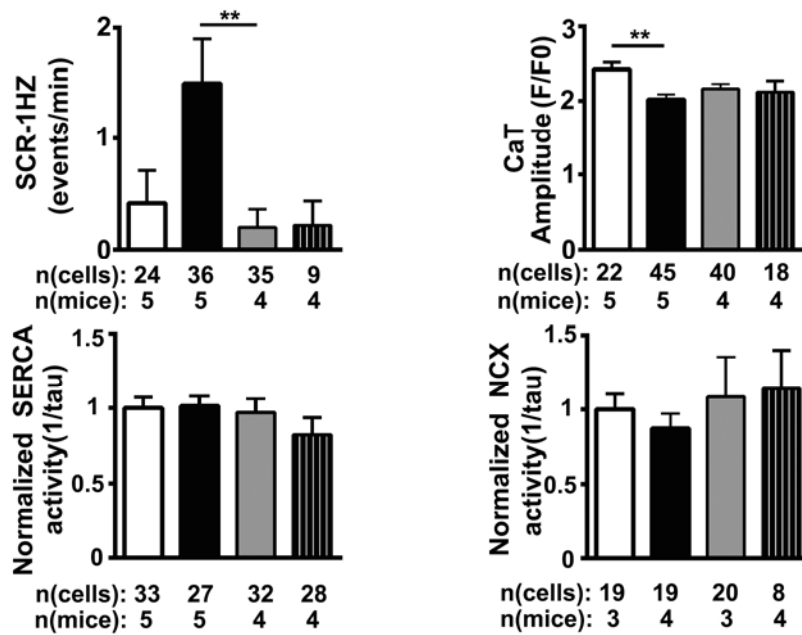 SCR-1HZ
(events/min)
2
1
0
**
n(cells): 24 36 35 9
n(mice): 5 5 4 4
CaT
Amplitude (F/F0)
3
2
1
0
**
n(cells): 22 45 40 18
n(mice): 5 5 4 4
Normalized SERCA
activity(1/tau)
1.5
1
0.5
0
n(cells): 33 27 32 28
n(mice): 5 5 4 4
Normalized NCX
activity(1/tau)
1.5
1
0.5
0
n(cells): 19 19 20 8
n(mice): 3 4 3 4